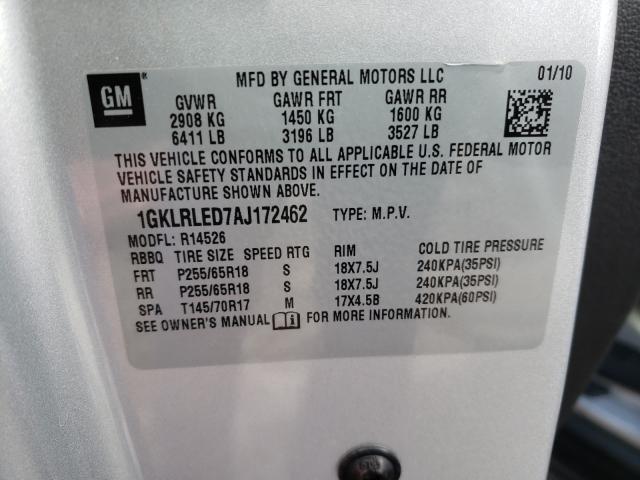 GM
MFD BY GENERAL MOTORS LLC 01/10
GVWR GAWR FRT GAWR RR
2908 KG 1450 KG 1600 KG
6411 LB 3196 LB 3527 LB
THIS VEHICLE CONFORMS TO ALL APPLICABLE U.S. FEDERAL MOTOR
VEHICLE SAFETY STANDARDS IN EFFECT ON THE DATE OF
MANUFACTURE SHOWN ABOVE.
1GKLRLED7AJ172462 TYPE: M.P.V.
MODEL: R14526
RBBQ TIRE SIZE SPEED RTG RIM COLD TIRE PRESSURE
FRT P255/65R18 S 18X7.5J 240KPA(35PSI)
RR P255/65R18 S 18X7.5J 240KPA(35PSI)
SPA T145/70R17 M 17X4.5B 420KPA(60PSI)
SEE OWNER'S MANUAL FOR MORE INFORMATION.